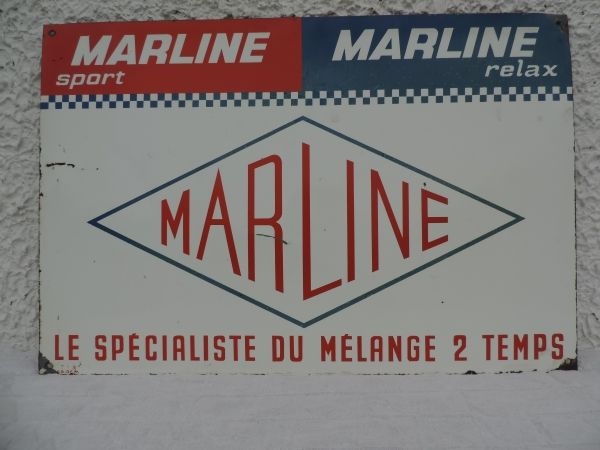 MARLINE
sport
MARLINE
relax
MARLINE
LE SPÉCIALISTE DU MÉLANGE 2 TEMPS